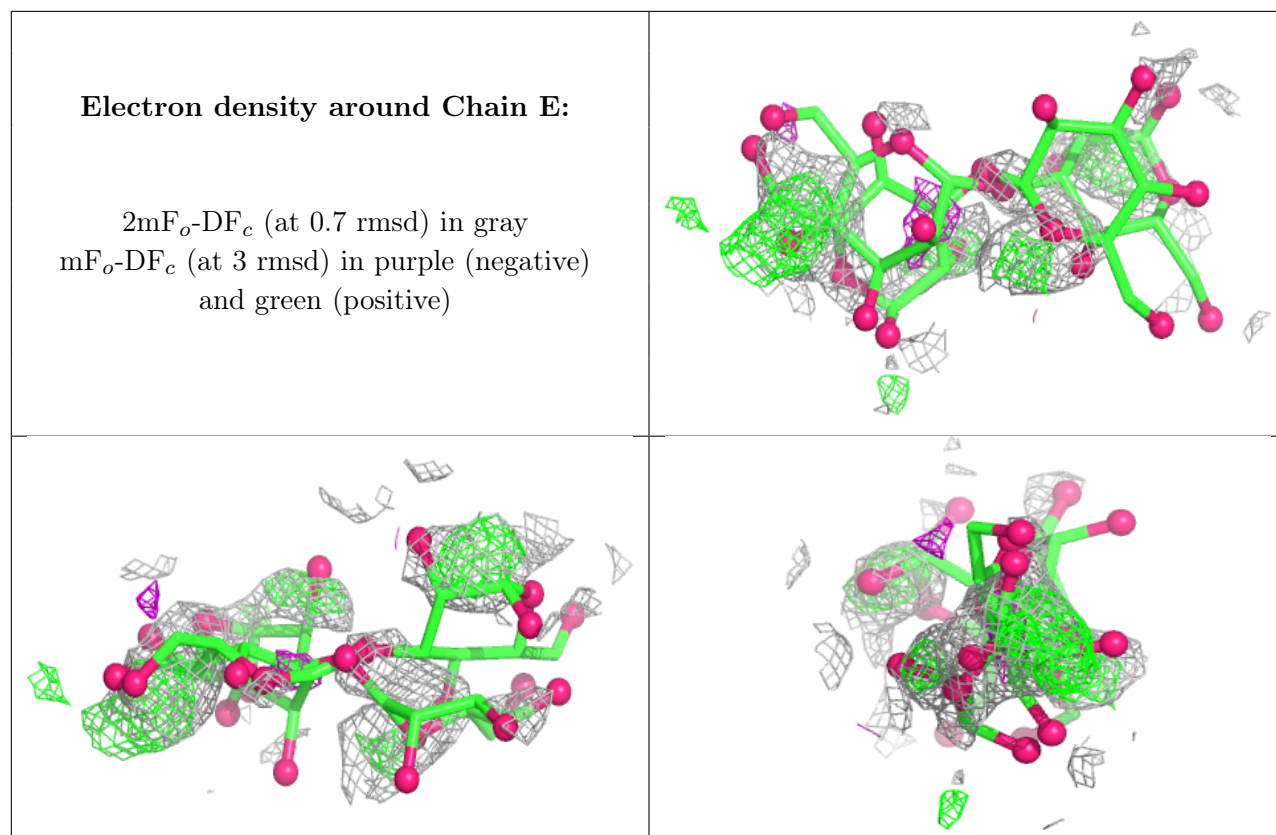 Electron density around Chain E:
2mFo-DFc (at 0.7 rmsd) in gray
mFo-DFc (at 3 rmsd) in purple (negative)
and green (positive)